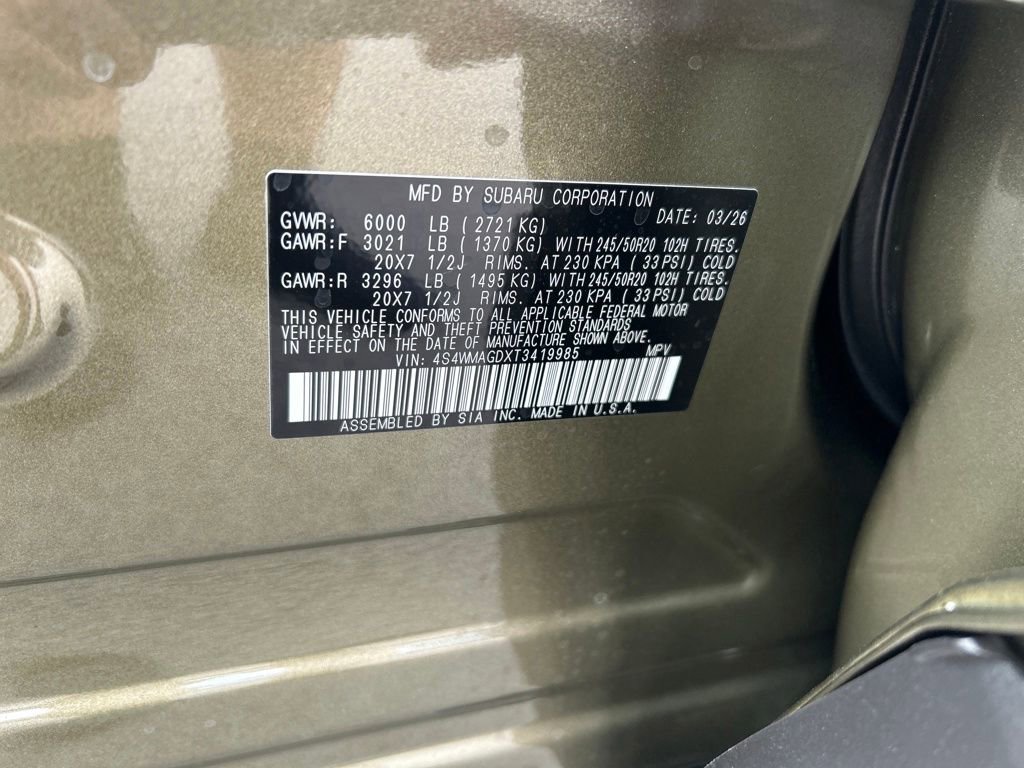 MFD BY SUBARU CORPORATION
GVWR: 6000 LB (2721 KG) DATE: 03/26
GAWR:F 3021 LB (1370 KG) WITH 245/50R20 102H TIRES.
20X7 1/2J RIMS. AT 230 KPA (33 PSI) COLD
GAWR:R 3296 LB (1495 KG) WITH 245/50R20 102H TIRES.
20X7 1/2J RIMS. AT 230 KPA (33 PSI) COLD
THIS VEHICLE CONFORMS TO ALL APPLICABLE FEDERAL MOTOR
VEHICLE SAFETY AND THEFT PREVENTION STANDARDS
IN EFFECT ON THE DATE OF MANUFACTURE SHOWN ABOVE.
VIN: 4S4WMAGDXT3419985 MPV
ASSEMBLED BY SIA INC. MADE IN U.S.A.